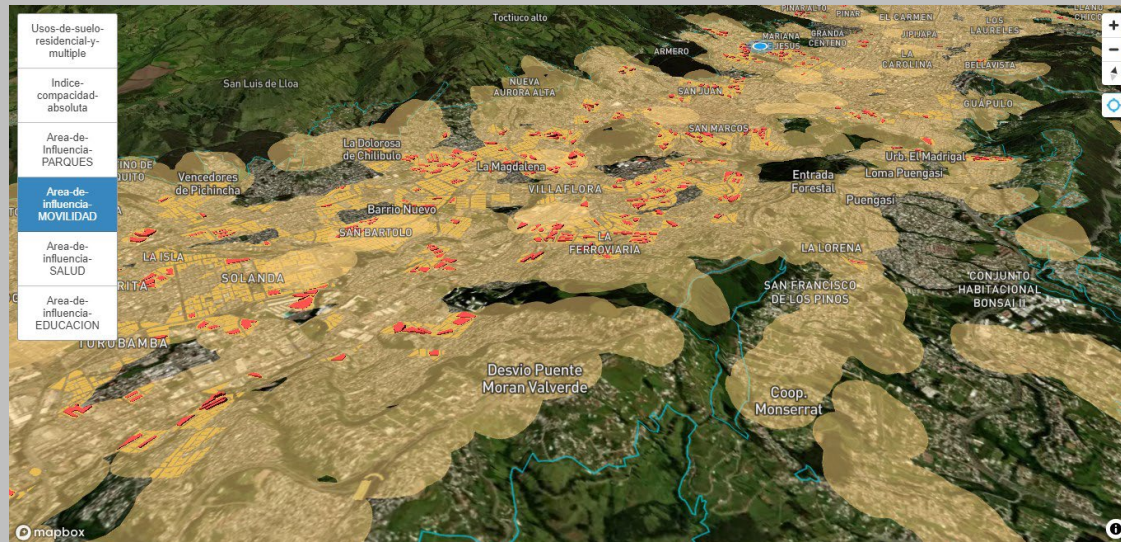 Usos-de-suelo-
residencial-y-
multiple
Indice-
compacidad-
absoluta
Area-de-
Influencia-
PARQUES
Area-de-
influencia-
MOVILIDAD
Area-de-
influencia-
SALUD
Area-de-
influencia-
EDUCACION
Toctiuco alto
PINAR ALTO
PINAR
EL CARMEN
LOS
LAURELES
CHICO
MARIANA
DE JESUS
GRANDA
CENTENO
JIPIJAPA
LA
CAROLINA
BELLAVISTA
ARMERO
San Luis de Lloa
NUEVA
AURORA ALTA
SAN JUAN
GUAPULO
SAN MARCOS
La Dolorosa
de Chilibulo
La Magdalena
Urb. El Madrigal
Loma Puengasi
Vencedores
de Pichincha
VILLAFLORA
Entrada
Forestal
Puengasi
Barrio Nuevo
SAN BARTOLO
LA
FERROVIARIA
LA LORENA
LA ISLA
SOLANDA
SAN FRANCISCO
DE LOS PINOS
CONJUNTO
HABITACIONAL
BONSAI II
TURUBAMBA
Desvio Puente
Moran Valverde
Coop.
Monserrat
mapbox